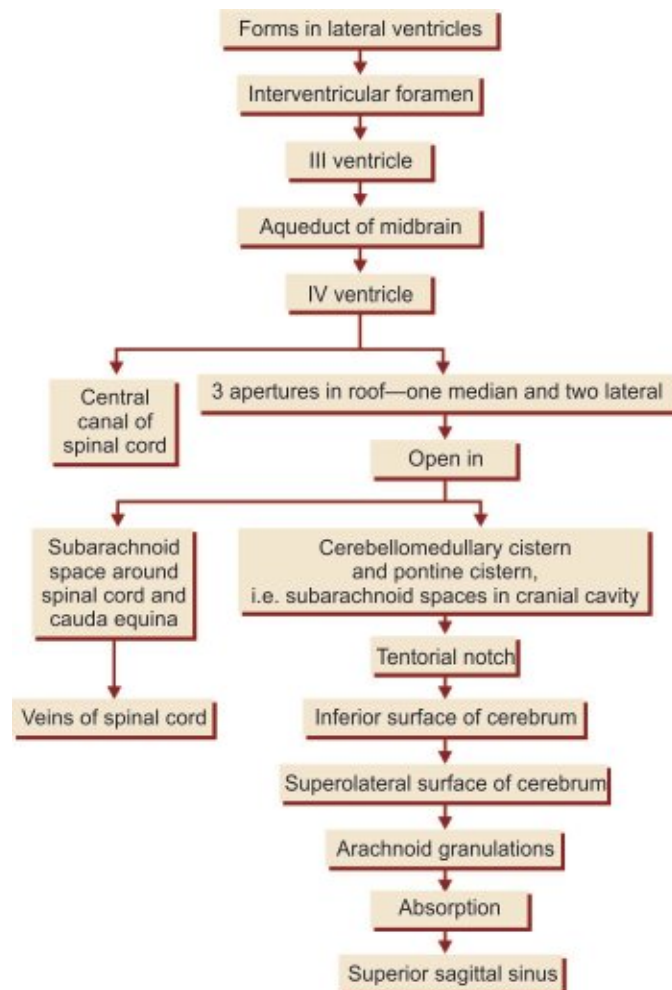 Forms in lateral ventricles
Interventricular foramen
III ventricle
Aqueduct of midbrain
IV ventricle
Central
canal of
spinal cord
3 apertures in roof—one median and two lateral
Open in
Subarachnoid
space around
spinal cord and
cauda equina
Cerebellomedullary cistern
and pontine cistern,
i.e. subarachnoid spaces in cranial cavity
Veins of spinal cord
Tentorial notch
Inferior surface of cerebrum
Superolateral surface of cerebrum
Arachnoid granulations
Absorption
Superior sagittal sinus